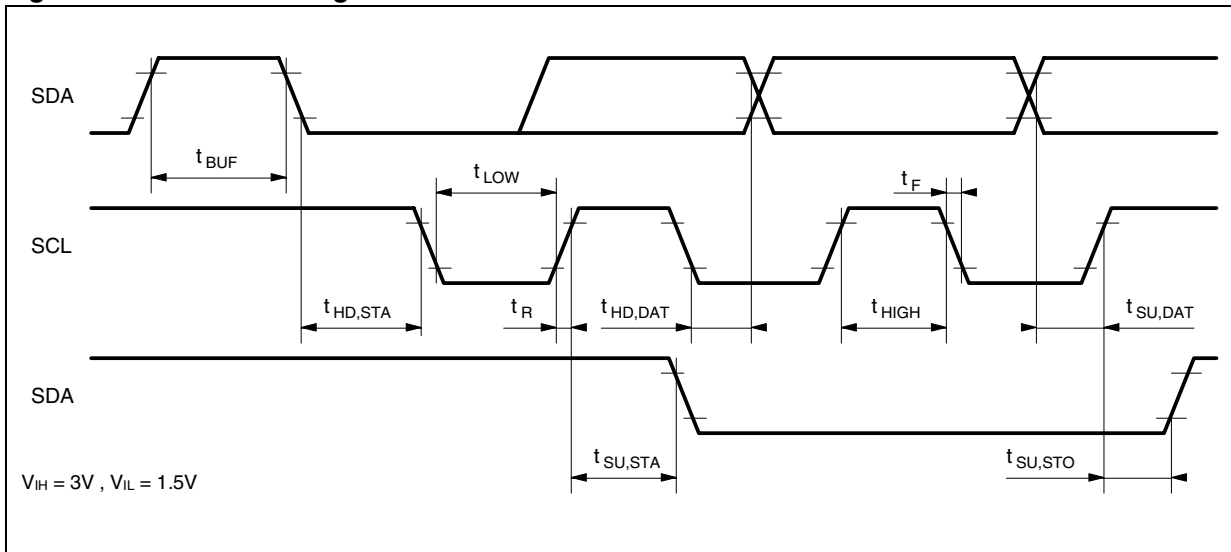 SDA
t BUF
t LOW
t F
SCL
t HD,STA
t R
t HD,DAT
t HIGH
t SU,DAT
SDA
t SU,STA
t SU,STO
VIH = 3V , VIL = 1.5V